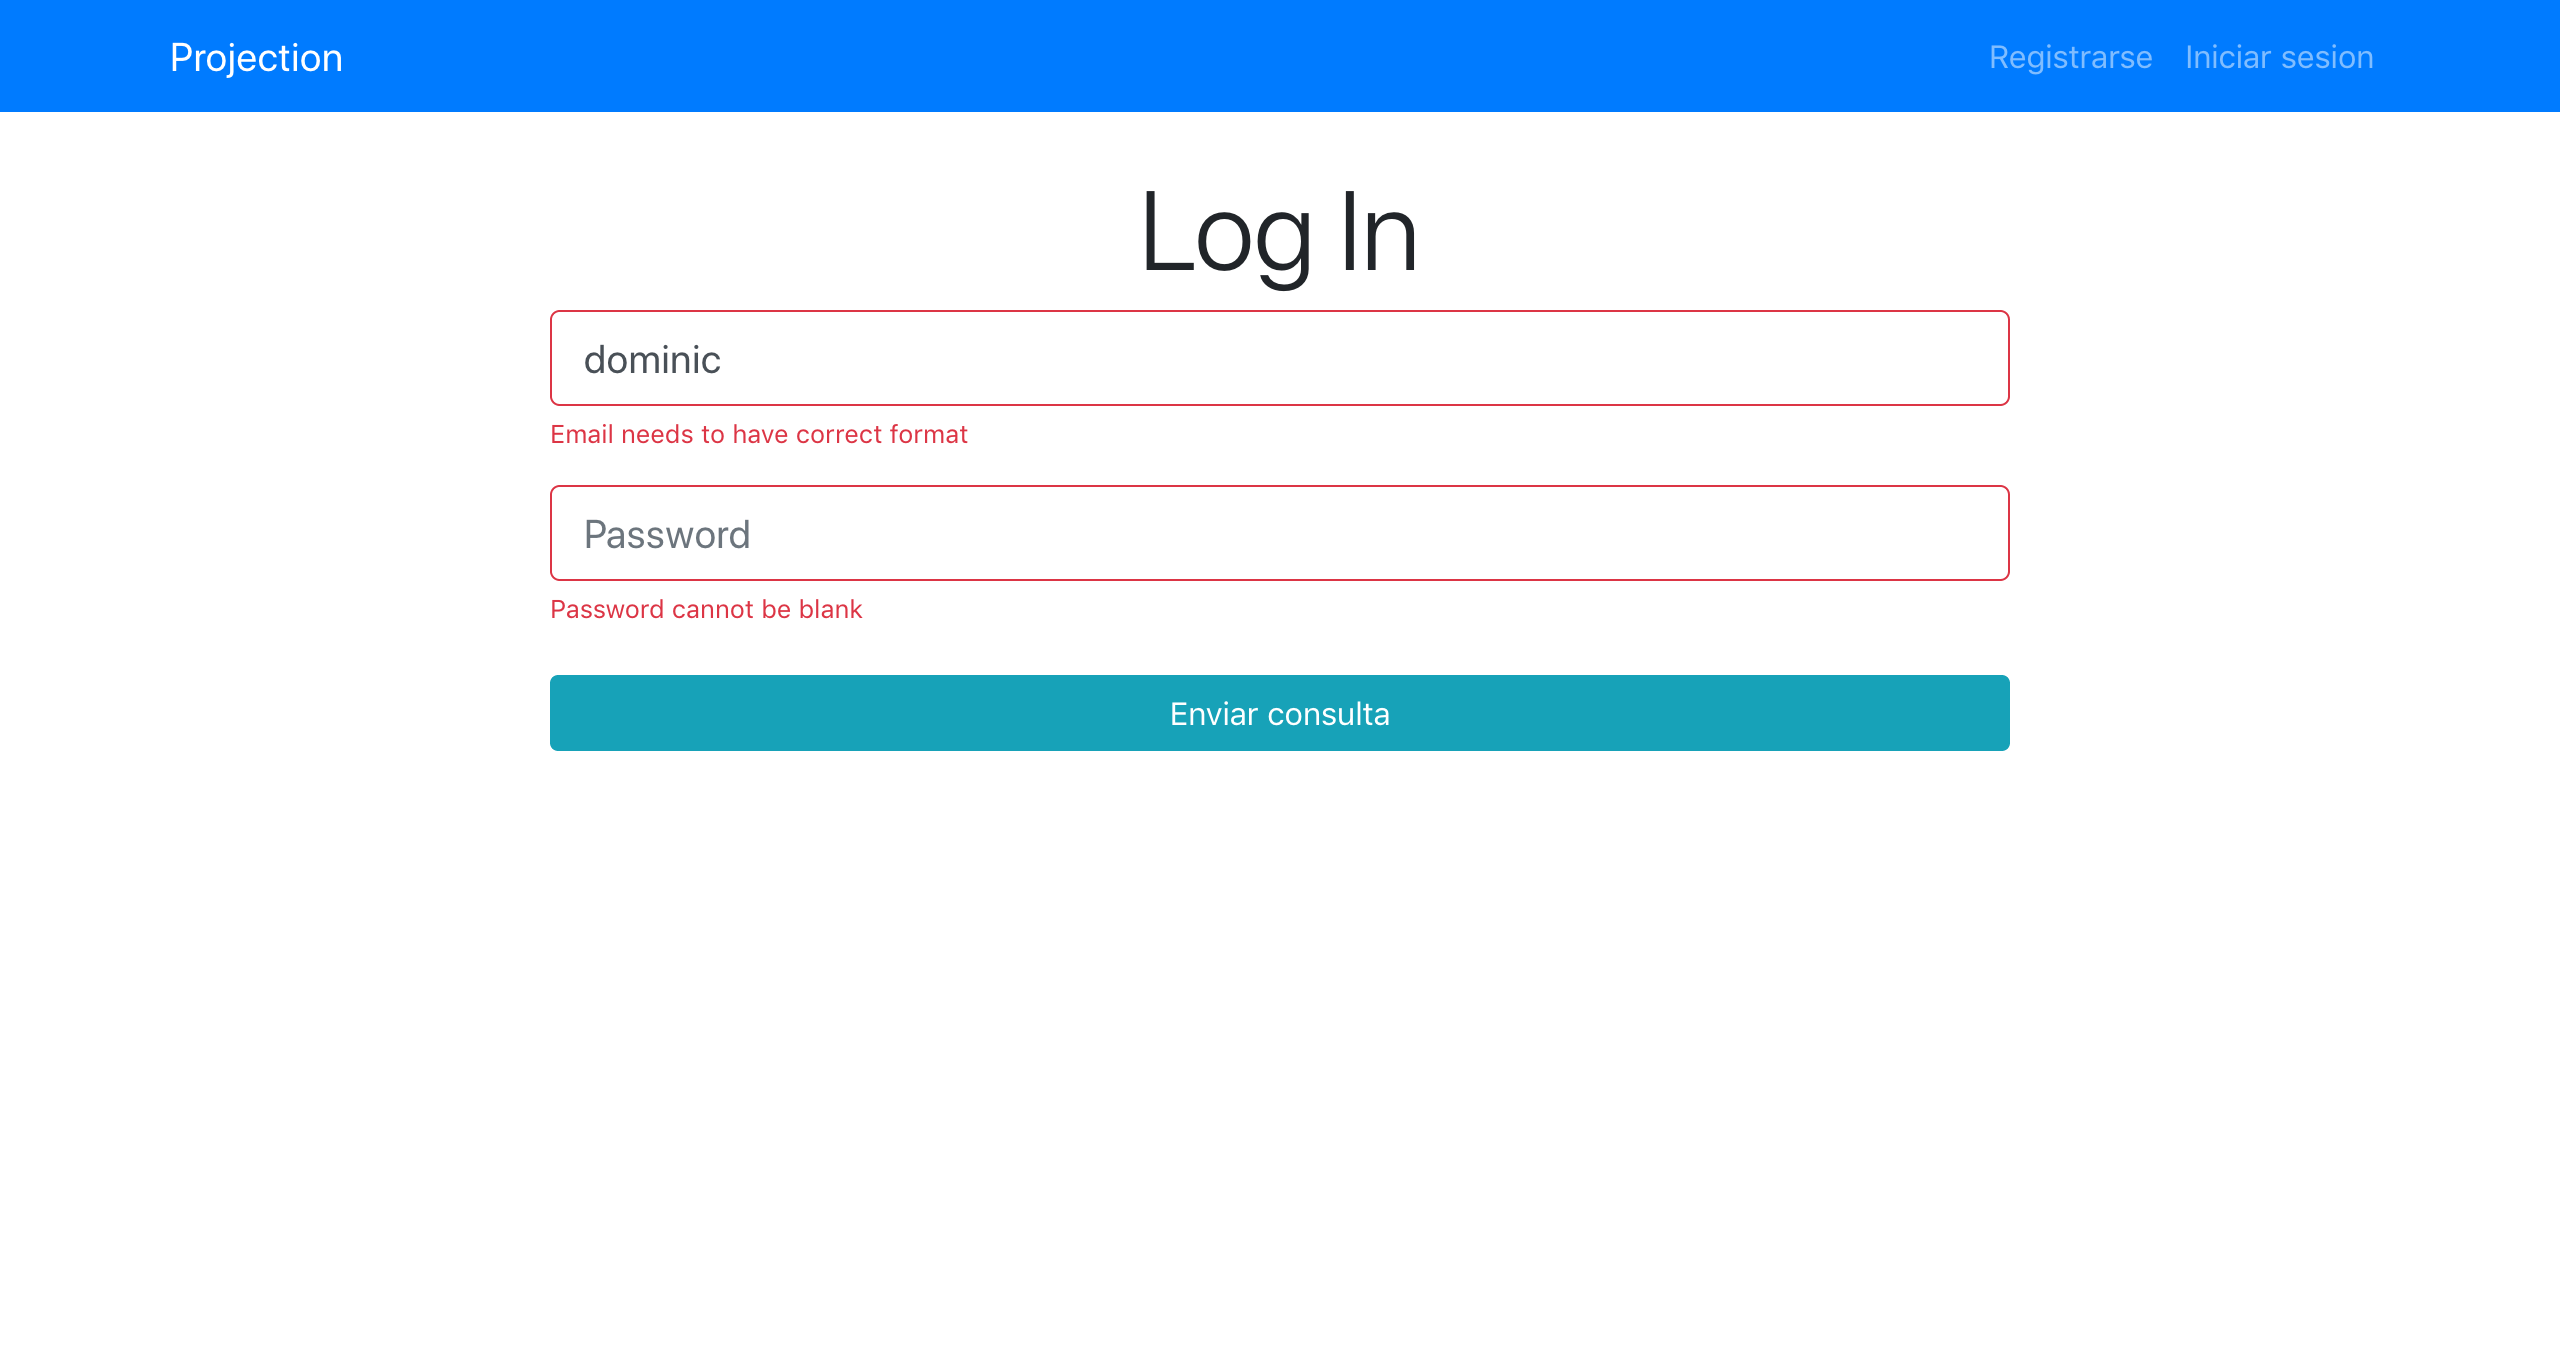 Projection Registrarse Iniciar sesion
Log In
dominic
Email needs to have correct format
Password
Password cannot be blank
Enviar consulta